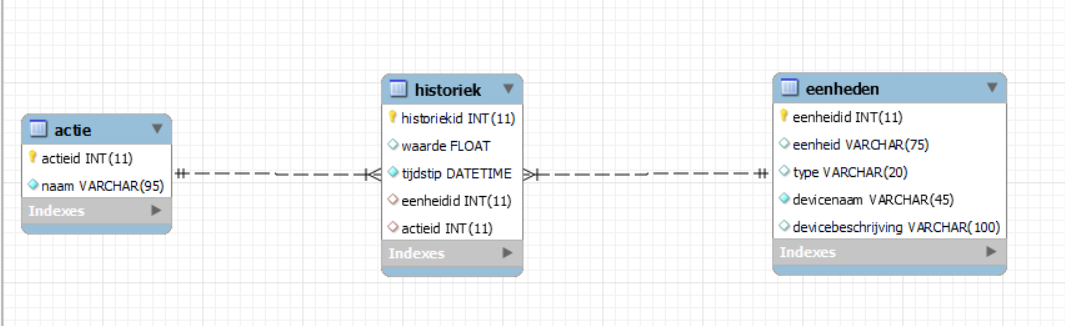 actie
actieid INT(11)
naam VARCHAR(95)
Indexes
historiek
historiekid INT(11)
waarde FLOAT
tijdstip DATETIME
eenheidid INT(11)
actieid INT(11)
Indexes
eenheden
eenheidid INT(11)
eenheid VARCHAR(75)
type VARCHAR(20)
devicenaam VARCHAR(45)
devicebeschrijving VARCHAR(100)
Indexes